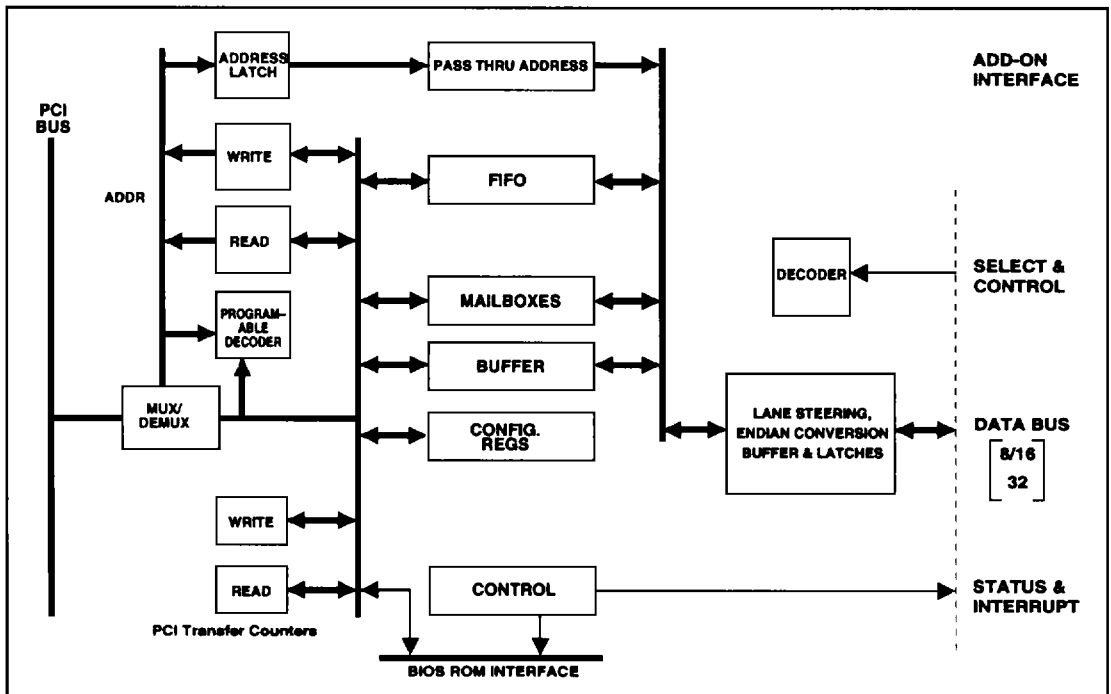 ADDRESS
LATCH
PASS THRU ADDRESS
ADD-ON
INTERFACE
PCI
BUS
WRITE
FIFO
ADDR
READ
DECODER
SELECT &
CONTROL
MAILBOXES
PROGRAM-
ABLE
DECODER
BUFFER
MUX/
DEMUX
CONFIG.
REGS
LANE STEERING,
ENDIAN CONVERSION
BUFFER & LATCHES
DATA BUS
8/16
32
WRITE
READ
CONTROL
STATUS &
INTERRUPT
PCI Transfer Counters
BIOS ROM INTERFACE